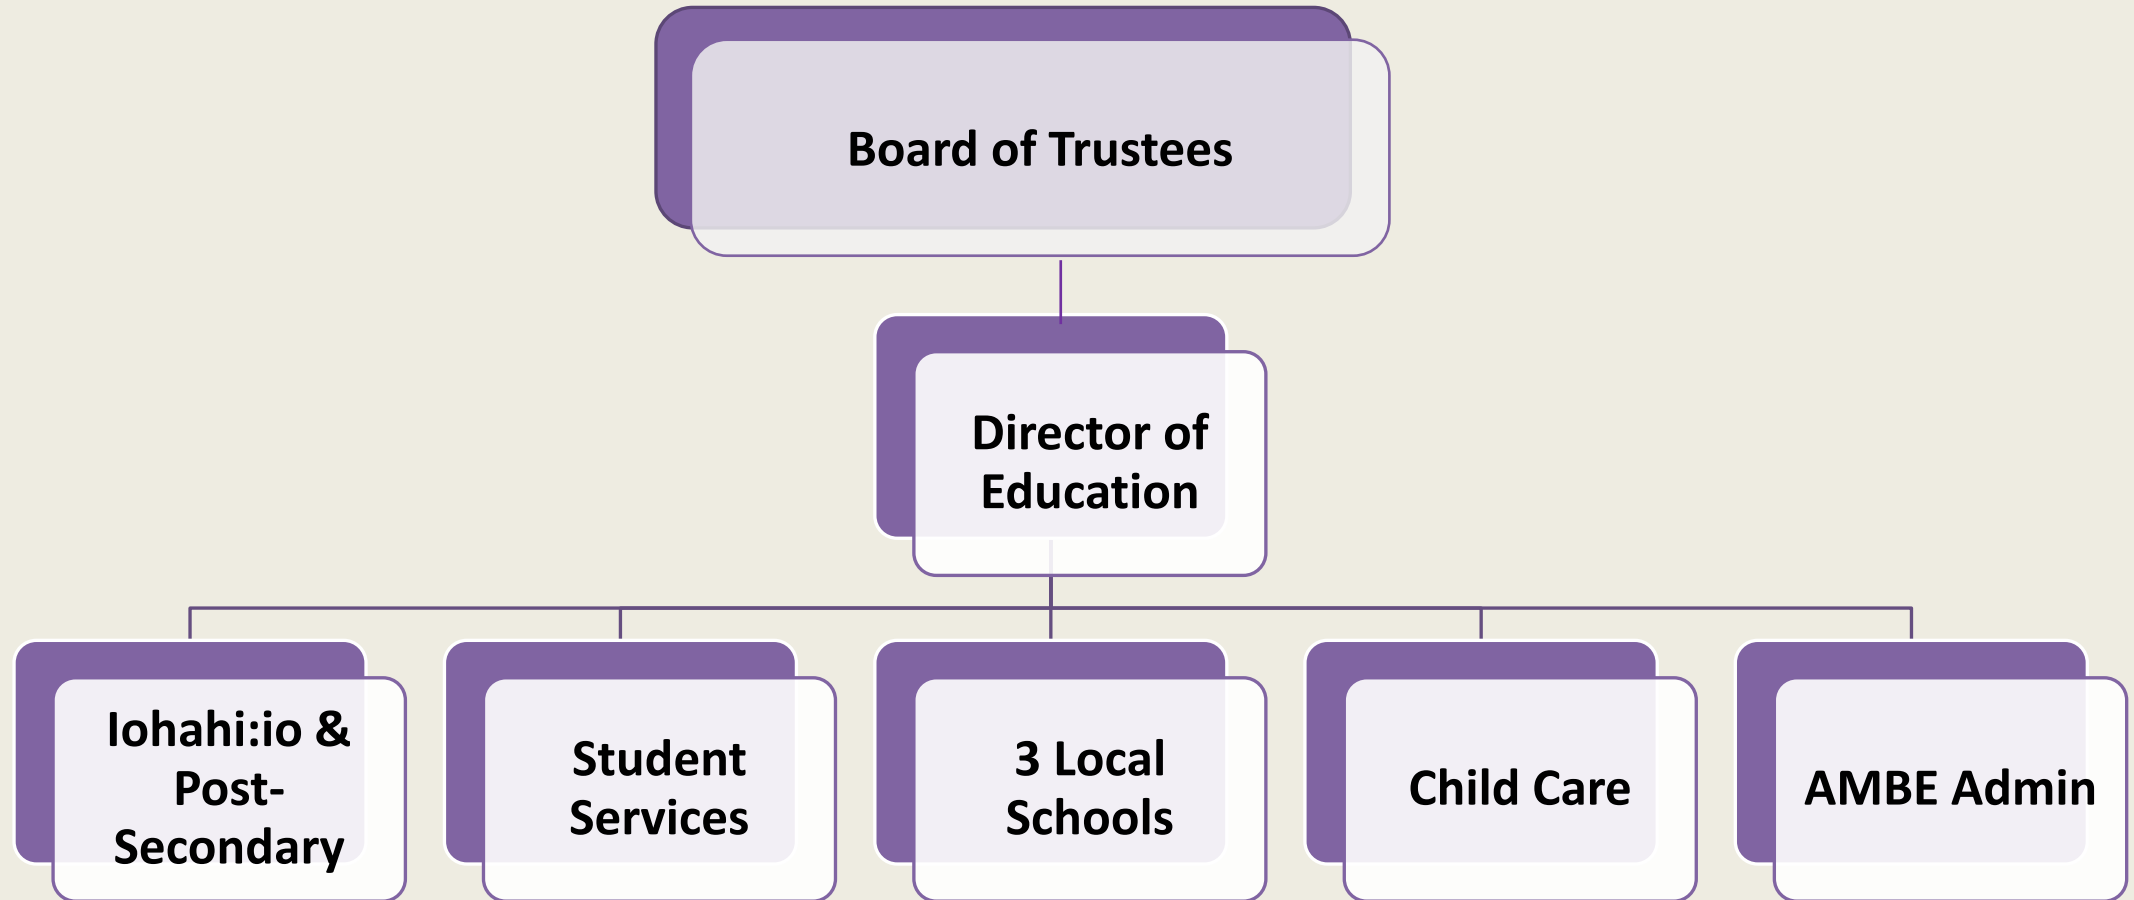 Board of Trustees
Director of
Education
Iohahi:io &
Post-
Secondary
Student
Services
3 Local
Schools
Child Care
AMBE Admin